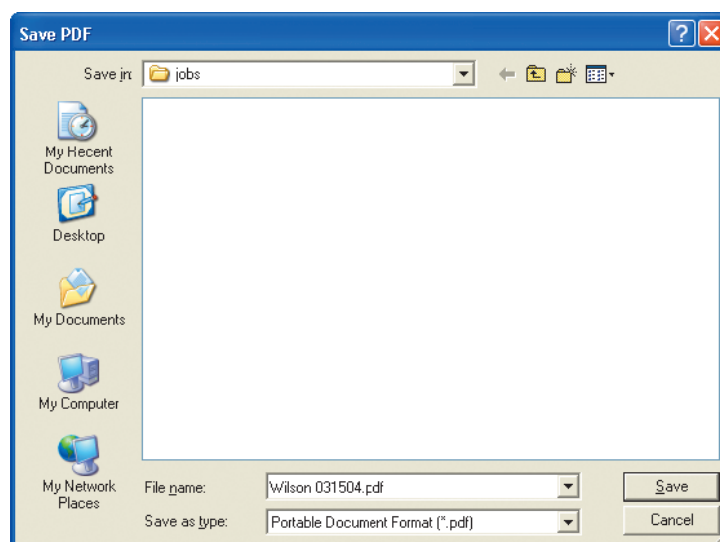 Save PDF
Save in:
jobs
My Recent
Documents
Desktop
My Documents
My Computer
My Network
Places
File name:
Wilson 031504.pdf
Save
Save as type:
Portable Document Format (*.pdf)
Cancel